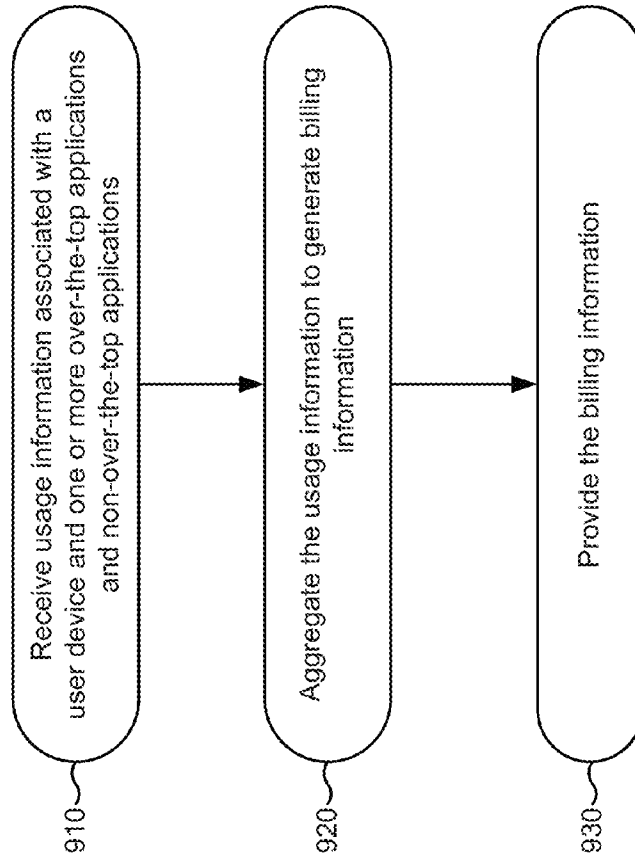 910
Receive usage information associated with a
user device and one or more over-the-top applications
and non-over-the-top applications
920
Aggregate the usage information to generate billing
information
930
Provide the billing information